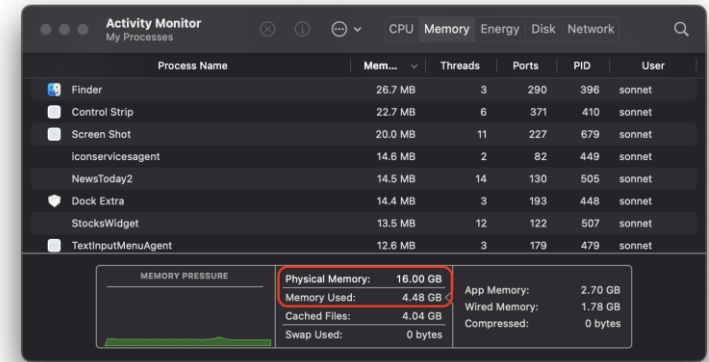 Activity Monitor
My Processes
CPU Memory Energy Disk Network
Process Name Mem... Threads Ports PID User
Finder 26.7 MB 3 290 396 sonnet
Control Strip 22.7 MB 6 371 410 sonnet
Screen Shot 20.0 MB 11 227 679 sonnet
iconservicesagent 14.6 MB 2 82 449 sonnet
NewsToday2 14.5 MB 14 130 505 sonnet
Dock Extra 14.4 MB 3 193 448 sonnet
StocksWidget 13.5 MB 12 122 507 sonnet
TextInputMenuAgent 12.6 MB 3 179 479 sonnet
MEMORY PRESSURE
Physical Memory: 16.00 GB
Memory Used: 4.48 GB
Cached Files: 4.04 GB
Swap Used: 0 bytes
App Memory: 2.70 GB
Wired Memory: 1.78 GB
Compressed: 0 bytes